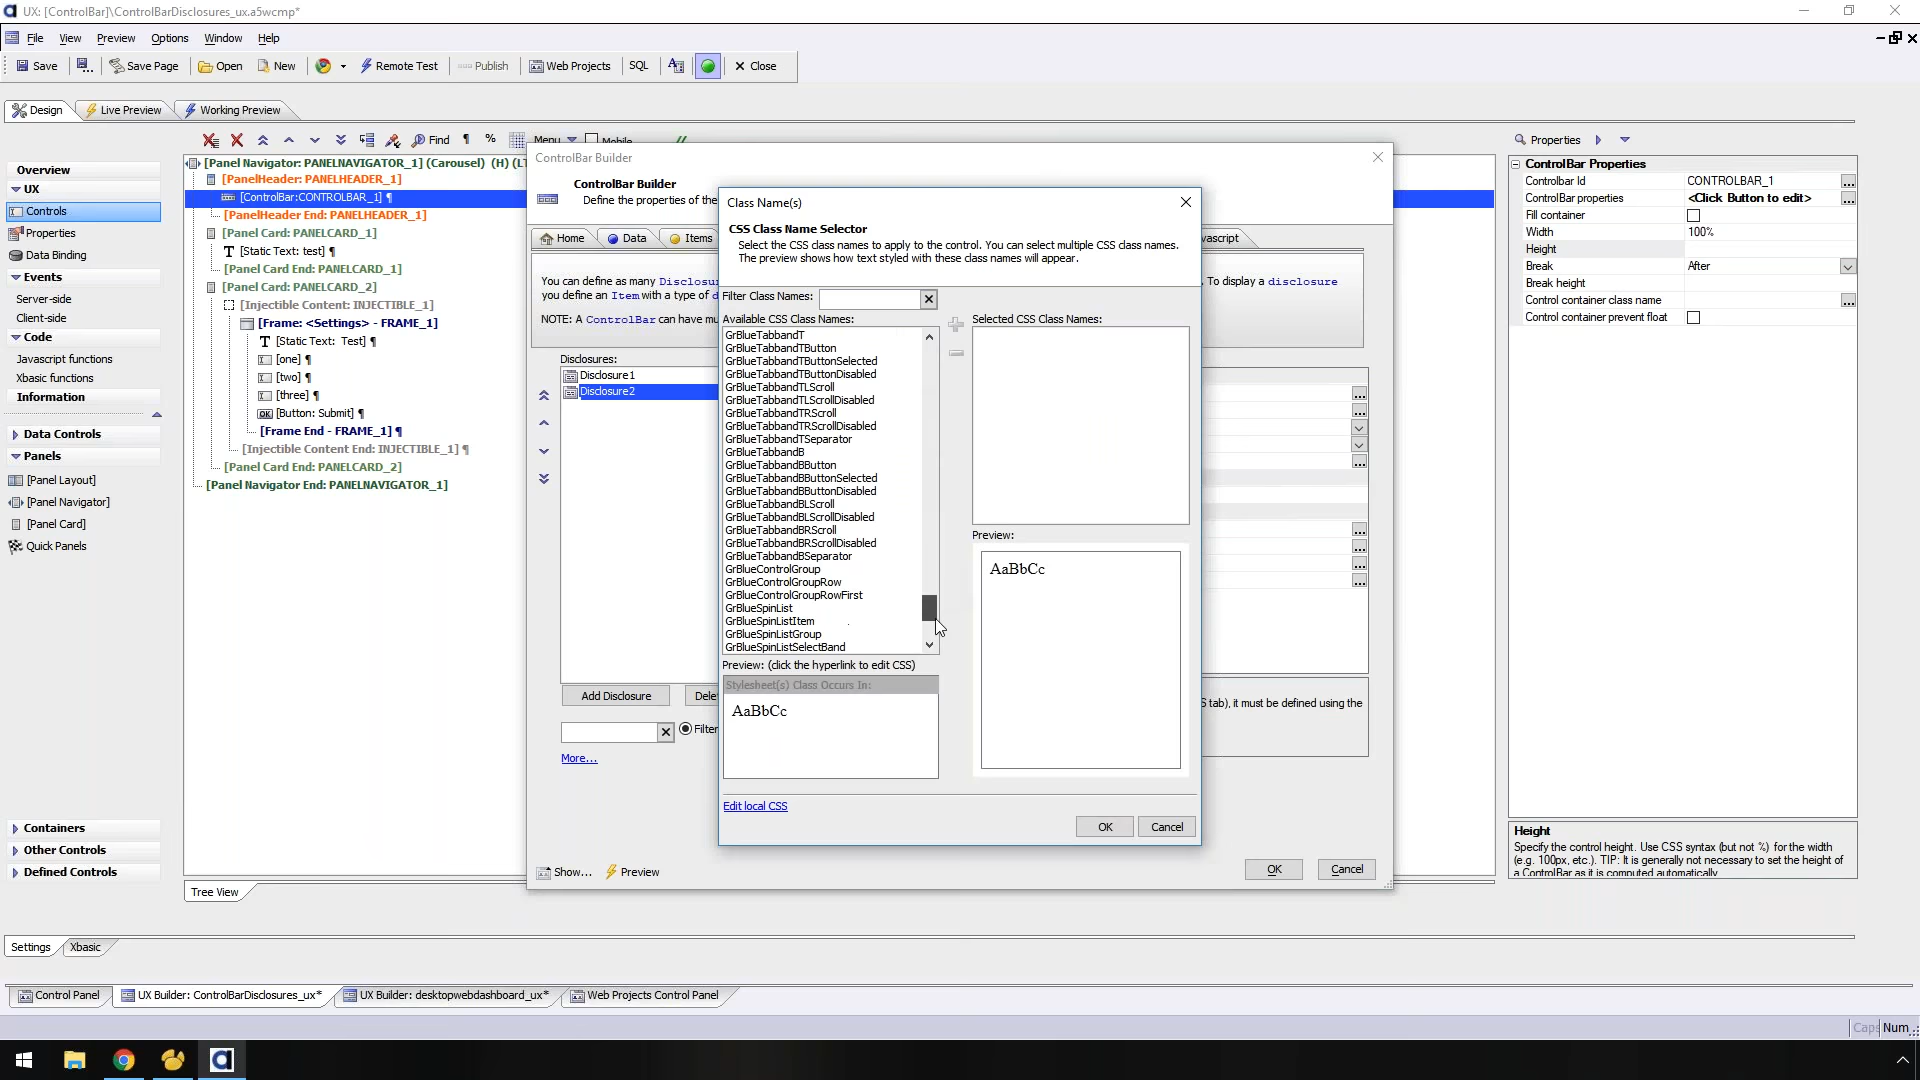 UX: [ControlBar]\ControlBarDisclosures_ux.a5wcmp*
File View Preview Options Window Help
Save Save Page Open New Remote Test Publish Web Projects SQL Close
Design Live Preview Working Preview
Find ¶ % Menu Mobile
Properties
Overview
UX
Controls
Properties
Data Binding
Events
Server-side
Client-side
Code
Javascript functions
Xbasic functions
Information
Data Controls
Panels
[Panel Layout]
[Panel Navigator]
[Panel Card]
Quick Panels
Containers
Other Controls
Defined Controls
[Panel Navigator: PANELNAVIGATOR_1] (Carousel) (H) (LT
[PanelHeader: PANELHEADER_1]
[ControlBar:CONTROLBAR_1] ¶
[PanelHeader End: PANELHEADER_1]
[Panel Card: PANELCARD_1]
T [Static Text: test] ¶
[Panel Card End: PANELCARD_1]
[Panel Card: PANELCARD_2]
[Injectible Content: INJECTIBLE_1]
[Frame: <Settings> - FRAME_1]
T [Static Text: Test] ¶
[one] ¶
[two] ¶
[three] ¶
OK [Button: Submit] ¶
[Frame End - FRAME_1] ¶
[Injectible Content End: INJECTIBLE_1] ¶
[Panel Card End: PANELCARD_2]
[Panel Navigator End: PANELNAVIGATOR_1]
Tree View
ControlBar Builder
ControlBar Builder
Define the properties of the
Home Data Items
You can define as many Disclosu
you define an Item with a type of d
NOTE: A ControlBar can have mu
To display a disclosure
Disclosures:
Disclosure1
Disclosure2
Add Disclosure
Filter
More...
Show... Preview
OK Cancel
Class Name(s)
CSS Class Name Selector
Select the CSS class names to apply to the control. You can select multiple CSS class names.
The preview shows how text styled with these class names will appear.
Filter Class Names:
Available CSS Class Names:
Selected CSS Class Names:
GrBlueTabbandT
GrBlueTabbandTButton
GrBlueTabbandTButtonSelected
GrBlueTabbandTButtonDisabled
GrBlueTabbandTLScroll
GrBlueTabbandTLScrollDisabled
GrBlueTabbandTRScroll
GrBlueTabbandTRScrollDisabled
GrBlueTabbandTSeparator
GrBlueTabbandB
GrBlueTabbandBButton
GrBlueTabbandBButtonSelected
GrBlueTabbandBButtonDisabled
GrBlueTabbandBLScroll
GrBlueTabbandBLScrollDisabled
GrBlueTabbandBRScroll
GrBlueTabbandBRScrollDisabled
GrBlueTabbandBSeparator
GrBlueControlGroup
GrBlueControlGroupRow
GrBlueControlGroupRowFirst
GrBlueSpinList
GrBlueSpinListItem
GrBlueSpinListGroup
GrBlueSpinListSelectBand
Preview:
AaBbCc
Preview: (click the hyperlink to edit CSS)
Stylesheet(s) Class Occurs In:
AaBbCc
Edit local CSS
OK Cancel
tab), it must be defined using the
ControlBar Properties
Controlbar Id CONTROLBAR_1
ControlBar properties <Click Button to edit>
Fill container
Width 100%
Height
Break After
Break height
Control container class name
Control container prevent float
Height
Specify the control height. Use CSS syntax (but not %) for the width
(e.g. 100px, etc.). TIP: It is generally not necessary to set the height of
a ControlBar as it is computed automatically
Settings Xbasic
Control Panel UX Builder: ControlBarDisclosures_ux* UX Builder: desktopwebdashboard_ux* Web Projects Control Panel
Caps Num